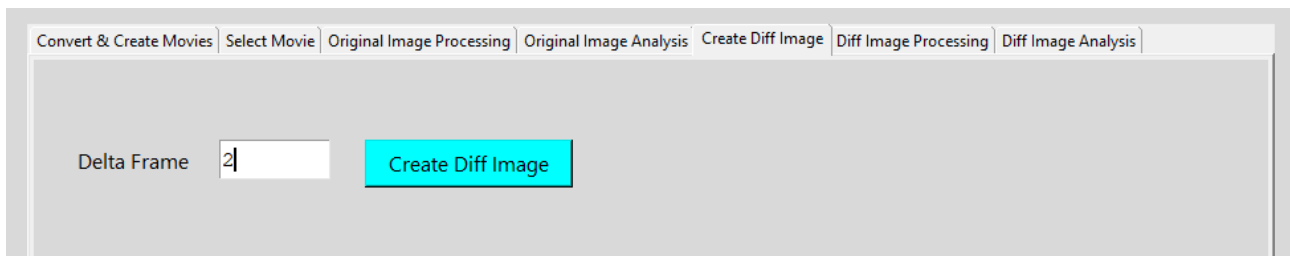 Convert & Create Movies Select Movie Original Image Processing Original Image Analysis Create Diff Image Diff Image Processing Diff Image Analysis
Delta Frame 2 Create Diff Image